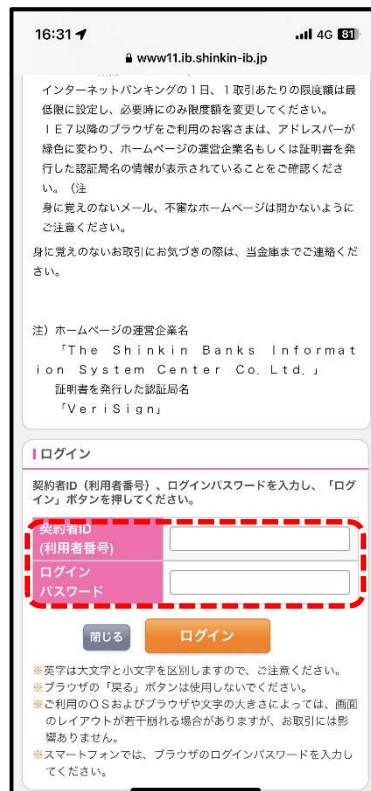 16:31 4G 81
www11.ib.shinkin-ib.jp
インターネットバンキングの1日、1取引あたりの限度額は最
低限に設定し、必要時にのみ限度額を変更してください。
IE7以降のブラウザをご利用のお客さまは、アドレスバーが
緑色に変わり、ホームページの運営企業名もしくは証明書を発
行した認証局名の情報が表示されていることをご確認くださ
い。(注
身に覚えのないメール、不審なホームページは開かないように
ご注意ください。
身に覚えのないお取引にお気づきの際は、当金庫までご連絡くだ
さい。
注)ホームページの運営企業名
「The Shinkin Banks Informat
ion System Center Co. Ltd.」
証明書を発行した認証局名
「VeriSign」
ログイン
契約者ID(利用者番号)、ログインパスワードを入力し、「ログ
イン」ボタンを押してください。
契約者ID
(利用者番号)
ログイン
パスワード
閉じる ログイン
※英字は大文字と小文字を区別しますので、ご注意ください。
※ブラウザの「戻る」ボタンは使用しないでください。
※ご利用のOSおよびブラウザや文字の大きさによっては、画面
のレイアウトが若干崩れる場合がありますが、お取引には影
響ありません。
※スマートフォンでは、ブラウザのログインパスワードを入力し
てください。